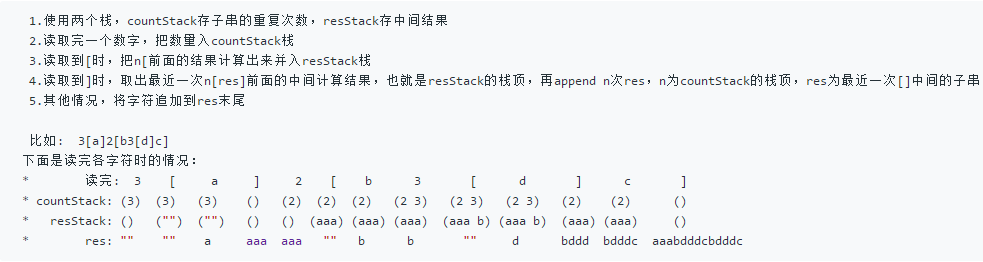 1.使用两个栈，countStack存子串的重复次数，resStack存中间结果
2.读取完一个数字，把数量入countStack栈
3.读取到[时，把n[前面的结果计算出来并入resStack栈
4.读取到]时，取出最近一次n[res]前面的中间计算结果，也就是resStack的栈顶，再append n次res，n为countStack的栈顶，res为最近一次[]中间的子串
5.其他情况，将字符追加到res末尾
比如: 3[a]2[b3[d]c]
下面是读完各字符时的情况:
* 读完: 3 [ a ] 2 [ b 3 [ d ] c ]
* countStack: (3) (3) (3) () (2) (2) (2) (2 3) (2 3) (2 3) (2) (2) ()
* resStack: () ("") ("") () () (aaa) (aaa) (aaa) (aaa b) (aaa b) (aaa) (aaa) ()
* res: "" "" a aaa aaa "" b b "" d bddd bdddc aaabdddcbdddc